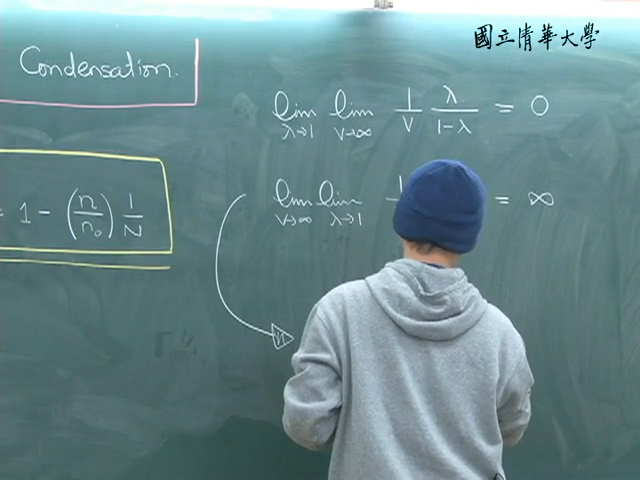 國立清華大學
Condensation.
lim λ→1 lim V→∞ 1/V λ/1-λ = 0
lim V→∞ lim λ→1 1 = ∞
= 1 - (n/n₀) 1/N